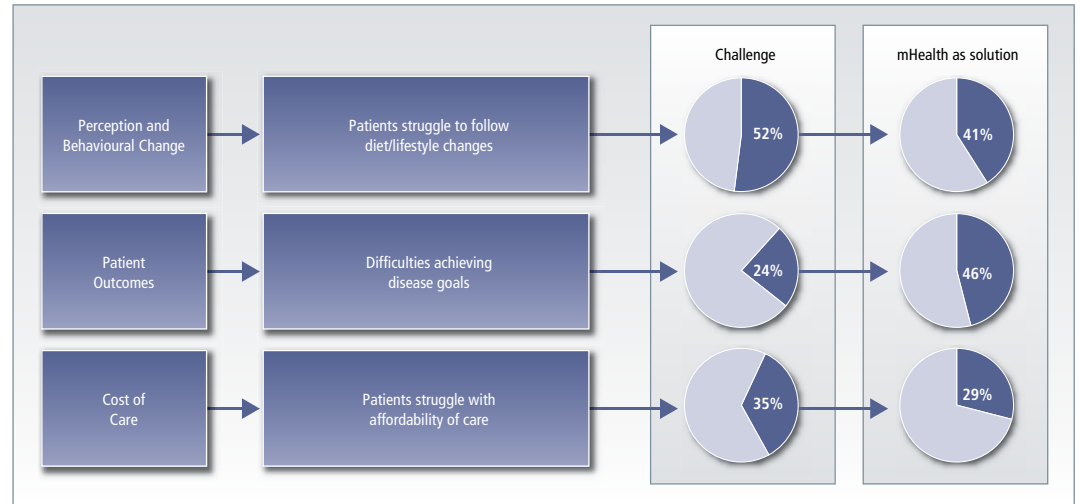 Challenge
mHealth as solution
Perception and
Behavioural Change
Patients struggle to follow
diet/lifestyle changes
52%
41%
Patient
Outcomes
Difficulties achieving
disease goals
24%
46%
Cost of
Care
Patients struggle with
affordability of care
35%
29%